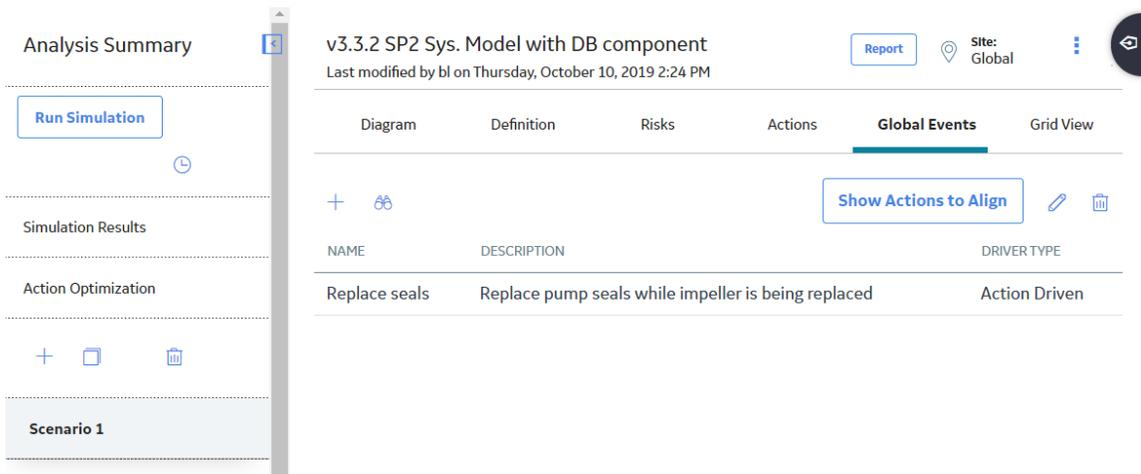 Analysis Summary
Run Simulation
Simulation Results
Action Optimization
Scenario 1
v3.3.2 SP2 Sys. Model with DB component
Last modified by bl on Thursday, October 10, 2019 2:24 PM
Report
Site:
Global
Diagram Definition Risks Actions Global Events Grid View
Show Actions to Align
NAME DESCRIPTION DRIVER TYPE
Replace seals Replace pump seals while impeller is being replaced Action Driven